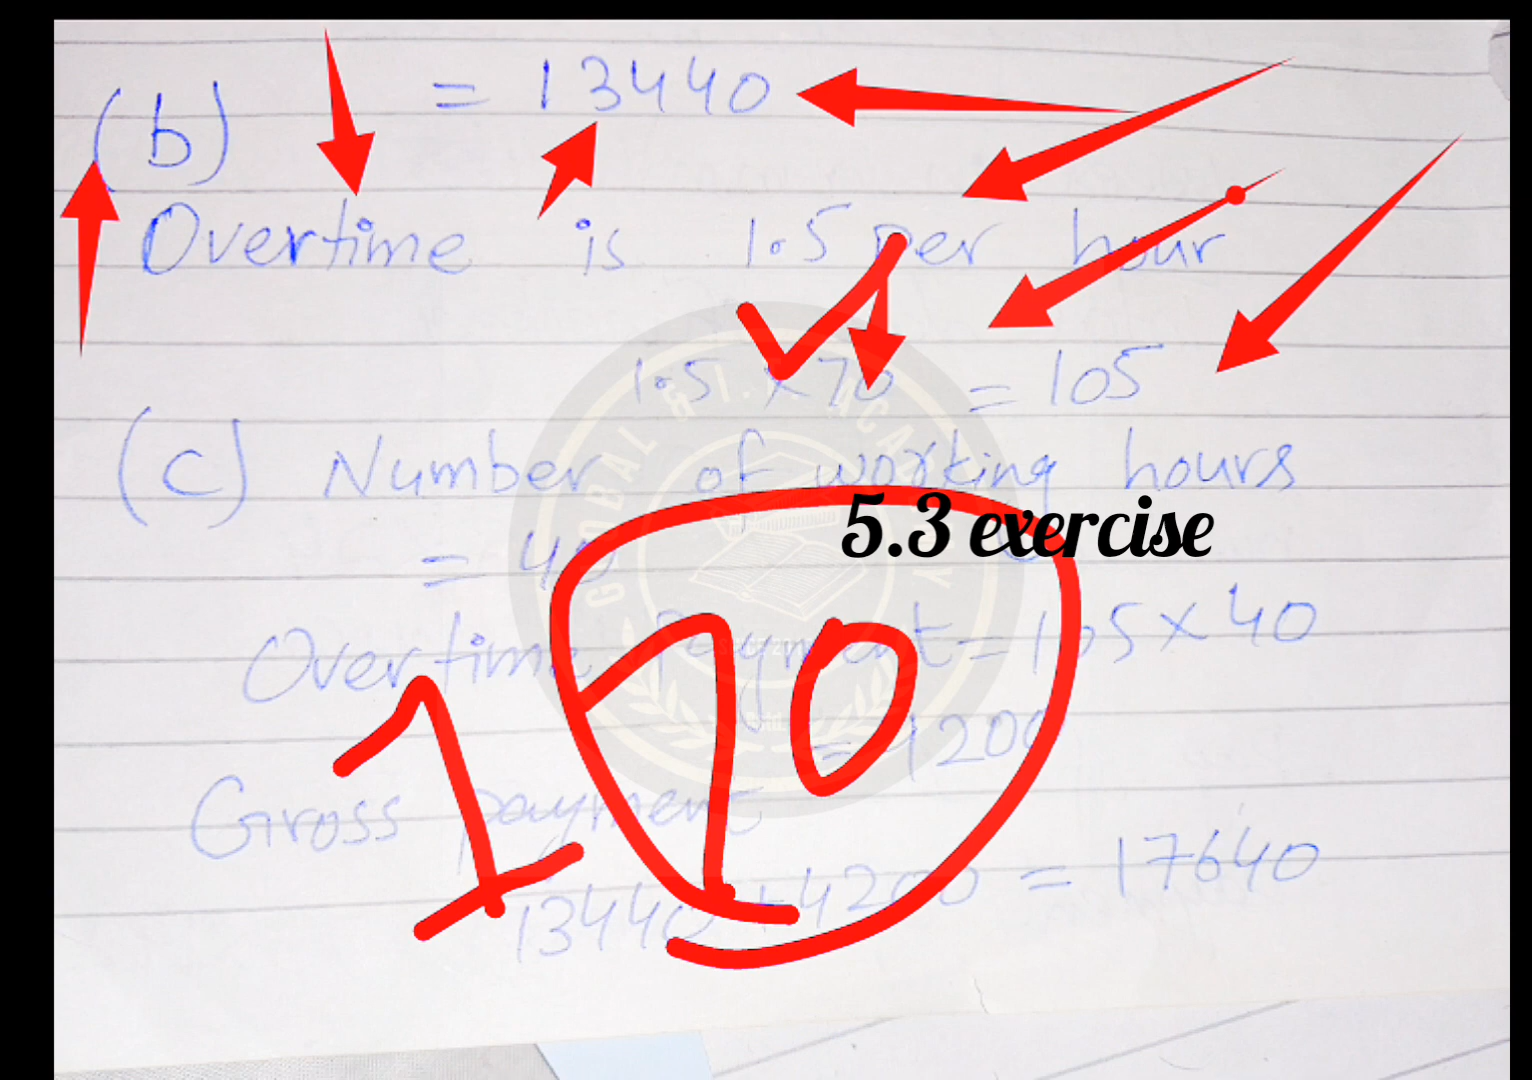 = 13440
(b)
Overtime is 1.5 per hour
1.5 × 70 = 105
(c) Number of working hours
5.3 exercise
= 40
Overtime Payment = 105 × 40
= 4200
Gross payment
13440 + 4200 = 17640
10